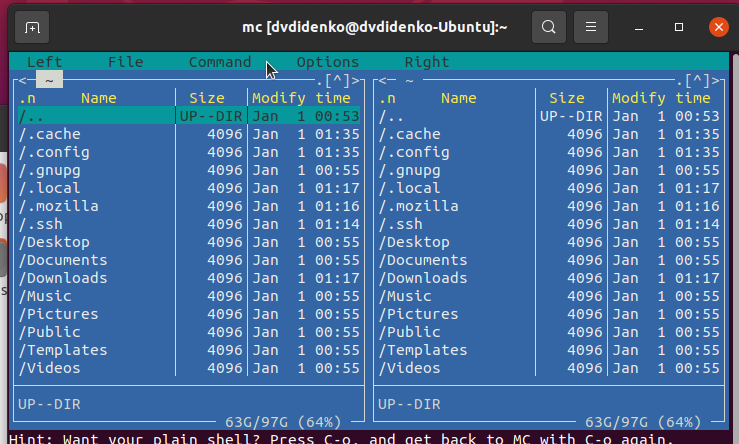 mc [dvdidenko@dvdidenko-Ubuntu]:~
Left File Command Options Right
<─ ~ .[^]> <─ ~ .[^]>
.n Name Size Modify time .n Name Size Modify time
/.. UP--DIR Jan 1 00:53 /.. UP--DIR Jan 1 00:53
/.cache 4096 Jan 1 01:35 /.cache 4096 Jan 1 01:35
/.config 4096 Jan 1 01:35 /.config 4096 Jan 1 01:35
/.gnupg 4096 Jan 1 00:55 /.gnupg 4096 Jan 1 00:55
/.local 4096 Jan 1 01:17 /.local 4096 Jan 1 01:17
/.mozilla 4096 Jan 1 01:16 /.mozilla 4096 Jan 1 01:16
/.ssh 4096 Jan 1 01:14 /.ssh 4096 Jan 1 01:14
/Desktop 4096 Jan 1 00:55 /Desktop 4096 Jan 1 00:55
/Documents 4096 Jan 1 00:55 /Documents 4096 Jan 1 00:55
/Downloads 4096 Jan 1 01:17 /Downloads 4096 Jan 1 01:17
/Music 4096 Jan 1 00:55 /Music 4096 Jan 1 00:55
/Pictures 4096 Jan 1 00:55 /Pictures 4096 Jan 1 00:55
/Public 4096 Jan 1 00:55 /Public 4096 Jan 1 00:55
/Templates 4096 Jan 1 00:55 /Templates 4096 Jan 1 00:55
/Videos 4096 Jan 1 00:55 /Videos 4096 Jan 1 00:55
UP--DIR UP--DIR
63G/97G (64%) 63G/97G (64%)
Hint: Want your plain shell? Press C-o, and get back to MC with C-o again.